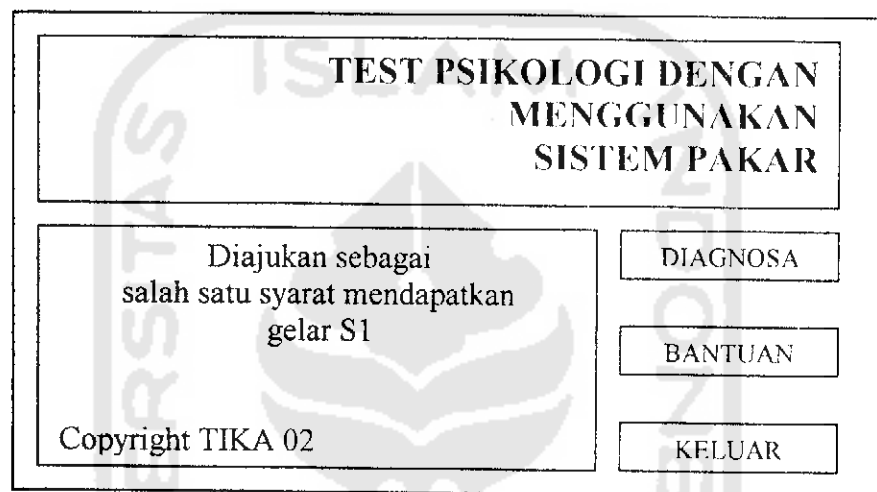 TEST PSIKOLOGI DENGAN
MENGGUNAKAN
SISTEM PAKAR
Diajukan sebagai
salah satu syarat mendapatkan
gelar S1
Copyright TIKA 02
DIAGNOSA
BANTUAN
KELUAR